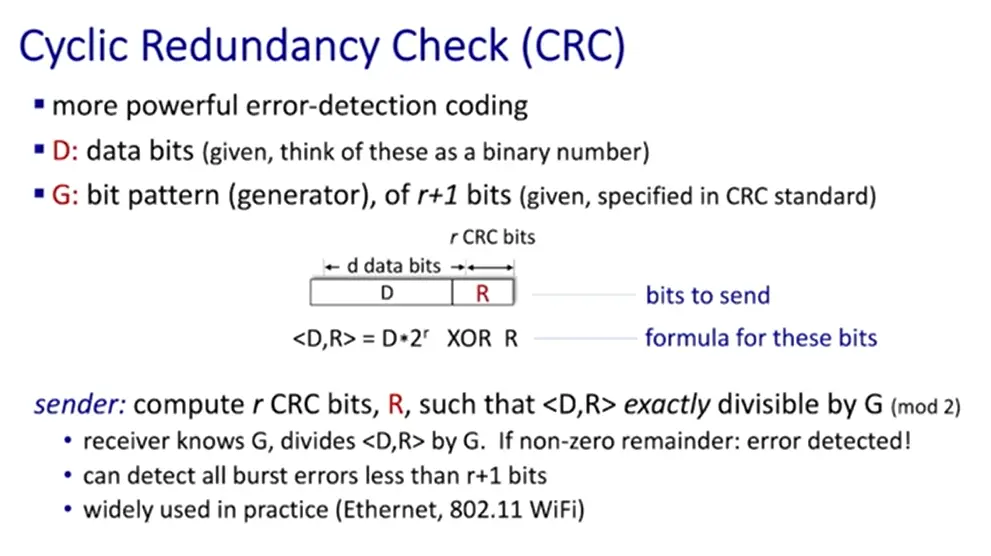 Cyclic Redundancy Check (CRC)
▪ more powerful error-detection coding
▪ D: data bits (given, think of these as a binary number)
▪ G: bit pattern (generator), of r+1 bits (given, specified in CRC standard)
r CRC bits
d data bits
D R bits to send
<D,R> = D*2ʳ XOR R formula for these bits
sender: compute r CRC bits, R, such that <D,R> exactly divisible by G (mod 2)
• receiver knows G, divides <D,R> by G. If non-zero remainder: error detected!
• can detect all burst errors less than r+1 bits
• widely used in practice (Ethernet, 802.11 WiFi)